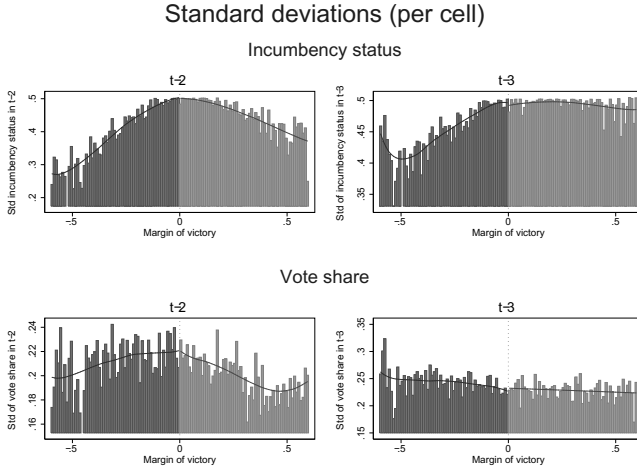 Standard deviations (per cell)
Incumbency status
t−2
t−3
Std incumbency status in t−2
.5
.4
.3
.2
−.5
0
.5
Margin of victory
Std of incumbency status in t−3
.5
.45
.4
.35
−.5
0
.5
Margin of victory
Vote share
t−2
t−3
Std of vote share in t−2
.24
.22
.2
.18
.16
−.5
0
.5
Margin of victory
Std of vote share in t−3
.35
.3
.25
.2
.15
−.5
0
.5
Margin of victory